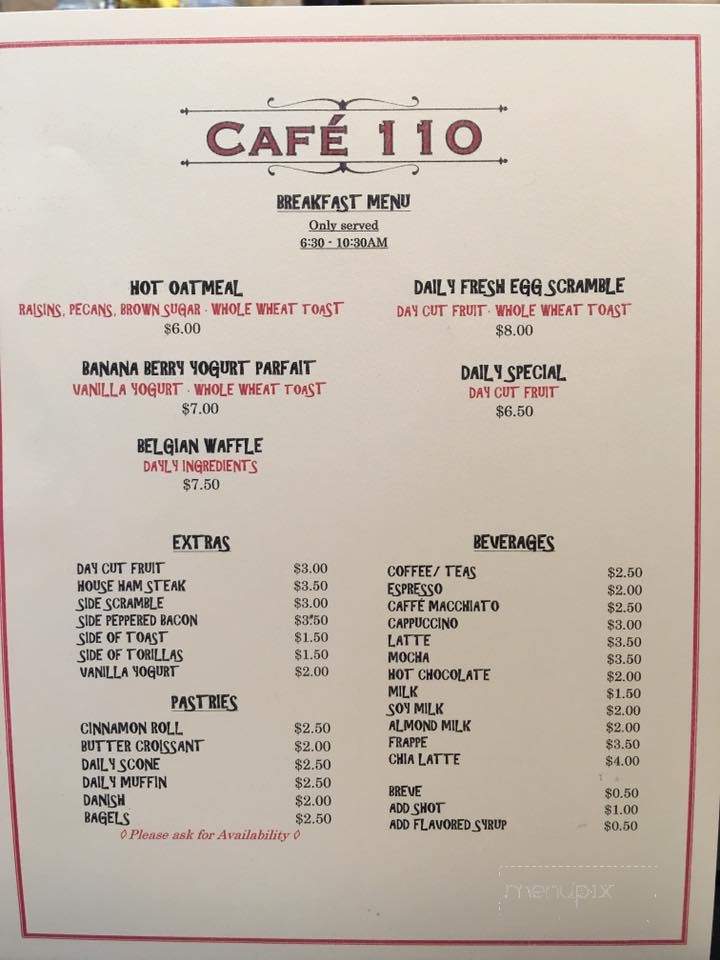 CAFÉ 110
BREAKFAST MENU
Only served
6:30 - 10:30AM
HOT OATMEAL
RAISINS, PECANS, BROWN SUGAR · WHOLE WHEAT TOAST
$6.00
BANANA BERRY YOGURT PARFAIT
VANILLA YOGURT · WHOLE WHEAT TOAST
$7.00
BELGIAN WAFFLE
DAYLY INGREDIENTS
$7.50
DAILY FRESH EGG SCRAMBLE
DAY CUT FRUIT · WHOLE WHEAT TOAST
$8.00
DAILY SPECIAL
DAY CUT FRUIT
$6.50
EXTRAS
DAY CUT FRUIT $3.00
HOUSE HAM STEAK $3.50
SIDE SCRAMBLE $3.00
SIDE PEPPERED BACON $3.50
SIDE OF TOAST $1.50
SIDE OF TORILLAS $1.50
VANILLA YOGURT $2.00
PASTRIES
CINNAMON ROLL $2.50
BUTTER CROISSANT $2.00
DAILY SCONE $2.50
DAILY MUFFIN $2.50
DANISH $2.00
BAGELS $2.50
◊ Please ask for Availability ◊
BEVERAGES
COFFEE/ TEAS $2.50
ESPRESSO $2.00
CAFFÉ MACCHIATO $2.50
CAPPUCCINO $3.00
LATTE $3.50
MOCHA $3.50
HOT CHOCOLATE $2.00
MILK $1.50
SOY MILK $2.00
ALMOND MILK $2.00
FRAPPE $3.50
CHIA LATTE $4.00
BREVE $0.50
ADD SHOT $1.00
ADD FLAVORED SYRUP $0.50
menupix